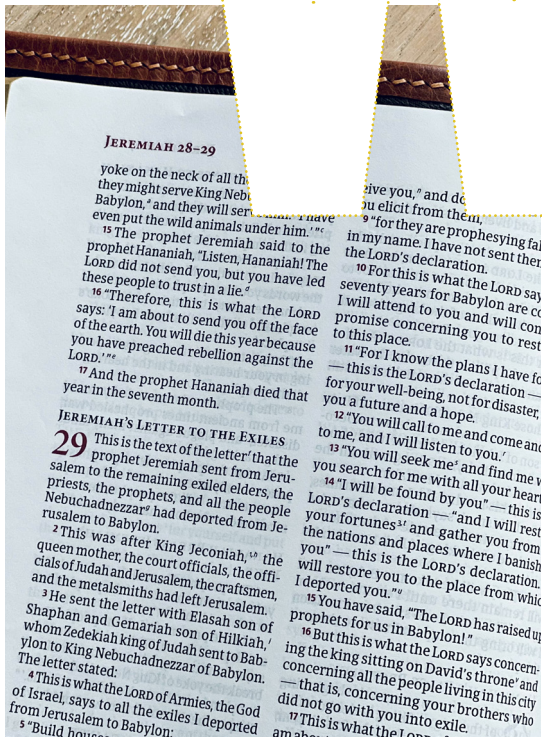 JEREMIAH 28–29
yoke on the neck of all th
they might serve King Neb
Babylon,ᵃ and they will ser
even put the wild animals under him.’”ᶜ
15 The prophet Jeremiah said to the
prophet Hananiah, “Listen, Hananiah! The
LORD did not send you, but you have led
these people to trust in a lie.ᵈ
16 “Therefore, this is what the LORD
says: ‘I am about to send you off the face
of the earth. You will die this year because
you have preached rebellion against the
LORD.’”ᵉ
17 And the prophet Hananiah died that
year in the seventh month.
JEREMIAH’S LETTER TO THE EXILES
29 This is the text of the letterᶠ that the
prophet Jeremiah sent from Jeru-
salem to the remaining exiled elders, the
priests, the prophets, and all the people
Nebuchadnezzarᵍ had deported from Je-
rusalem to Babylon.
2 This was after King Jeconiah,¹,ʰ the
queen mother, the court officials, the offi-
cials of Judah and Jerusalem, the craftsmen,
and the metalsmiths had left Jerusalem.
3 He sent the letter with Elasah son of
Shaphan and Gemariah son of Hilkiah,ⁱ
whom Zedekiah king of Judah sent to Bab-
ylon to King Nebuchadnezzar of Babylon.
The letter stated:
4 This is what the LORD of Armies, the God
of Israel, says to all the exiles I deported
from Jerusalem to Babylon:
5 “Build
give you,ⁿ and do
ou elicit from them,
9 “for they are prophesying fal
in my name. I have not sent the
the LORD’s declaration.
10 For this is what the LORD say
seventy years for Babylon are co
I will attend to you and will con
promise concerning you to rest
to this place.
11 “For I know the plans I have fo
— this is the LORD’s declaration —
for your well-being, not for disaster,
you a future and a hope.
12 “You will call to me and come and
to me, and I will listen to you.ʳ
13 “You will seek meˢ and find me w
you search for me with all your heart
14 “I will be found by you” — this is
LORD’s declaration — “and I will rest
your fortunes³,ᵗ and gather you from
the nations and places where I banish
you” — this is the LORD’s declaration.
will restore you to the place from whic
I deported you.”ᵘ
15 You have said, “The LORD has raised u
prophets for us in Babylon!”
16 But this is what the LORD says concern-
ing the king sitting on David’s throneᵛ and
concerning all the people living in this city
— that is, concerning your brothers who
did not go with you into exile.
17 This is what the LORD